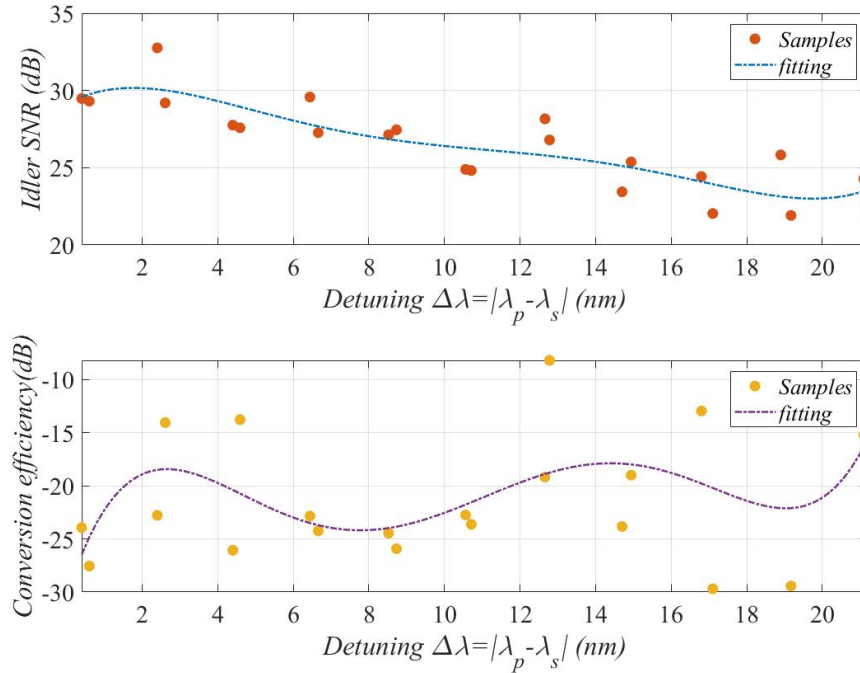 35
30
25
20
Idler SNR (dB)
Samples
fitting
2 4 6 8 10 12 14 16 18 20
Detuning Δλ=|λp-λs| (nm)
-10
-15
-20
-25
-30
Conversion efficiency(dB)
Samples
fitting
2 4 6 8 10 12 14 16 18 20
Detuning Δλ=|λp-λs| (nm)